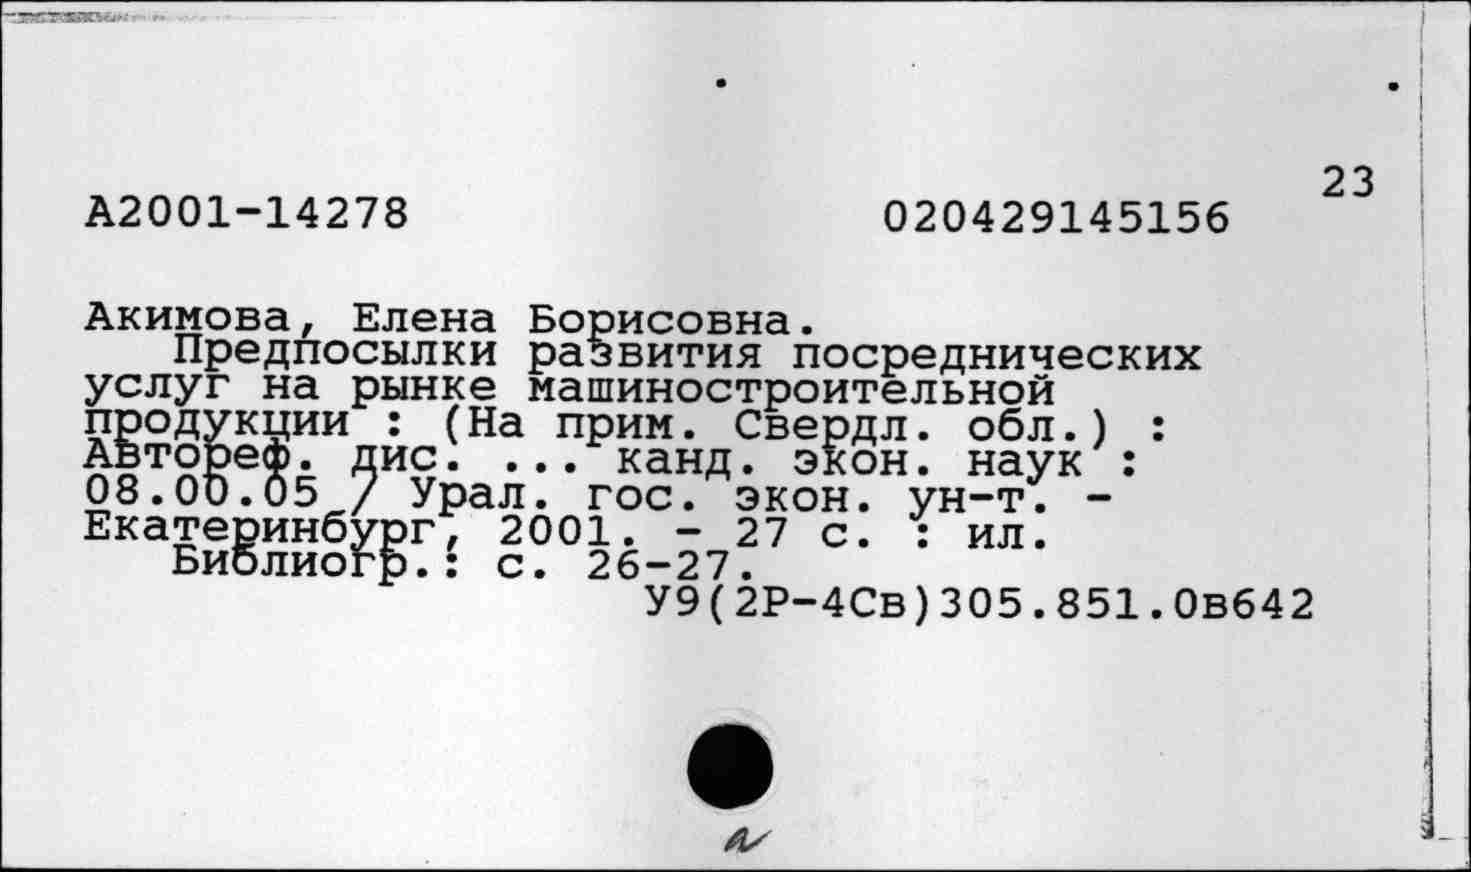 23
А2001-14278 020429145156
Акимова, Елена Борисовна.
Предпосылки развития посреднических
услуг на рынке машиностроительной
продукции : (На прим. Свердл. обл.) :
Автореф. дис. ... канд. экон. наук :
08.00.05 / Урал. гос. экон. ун-т. -
Екатеринбург, 2001. - 27 с. : ил.
Библиогр.: с. 26-27.
У9(2Р-4Св)305.851.0в642